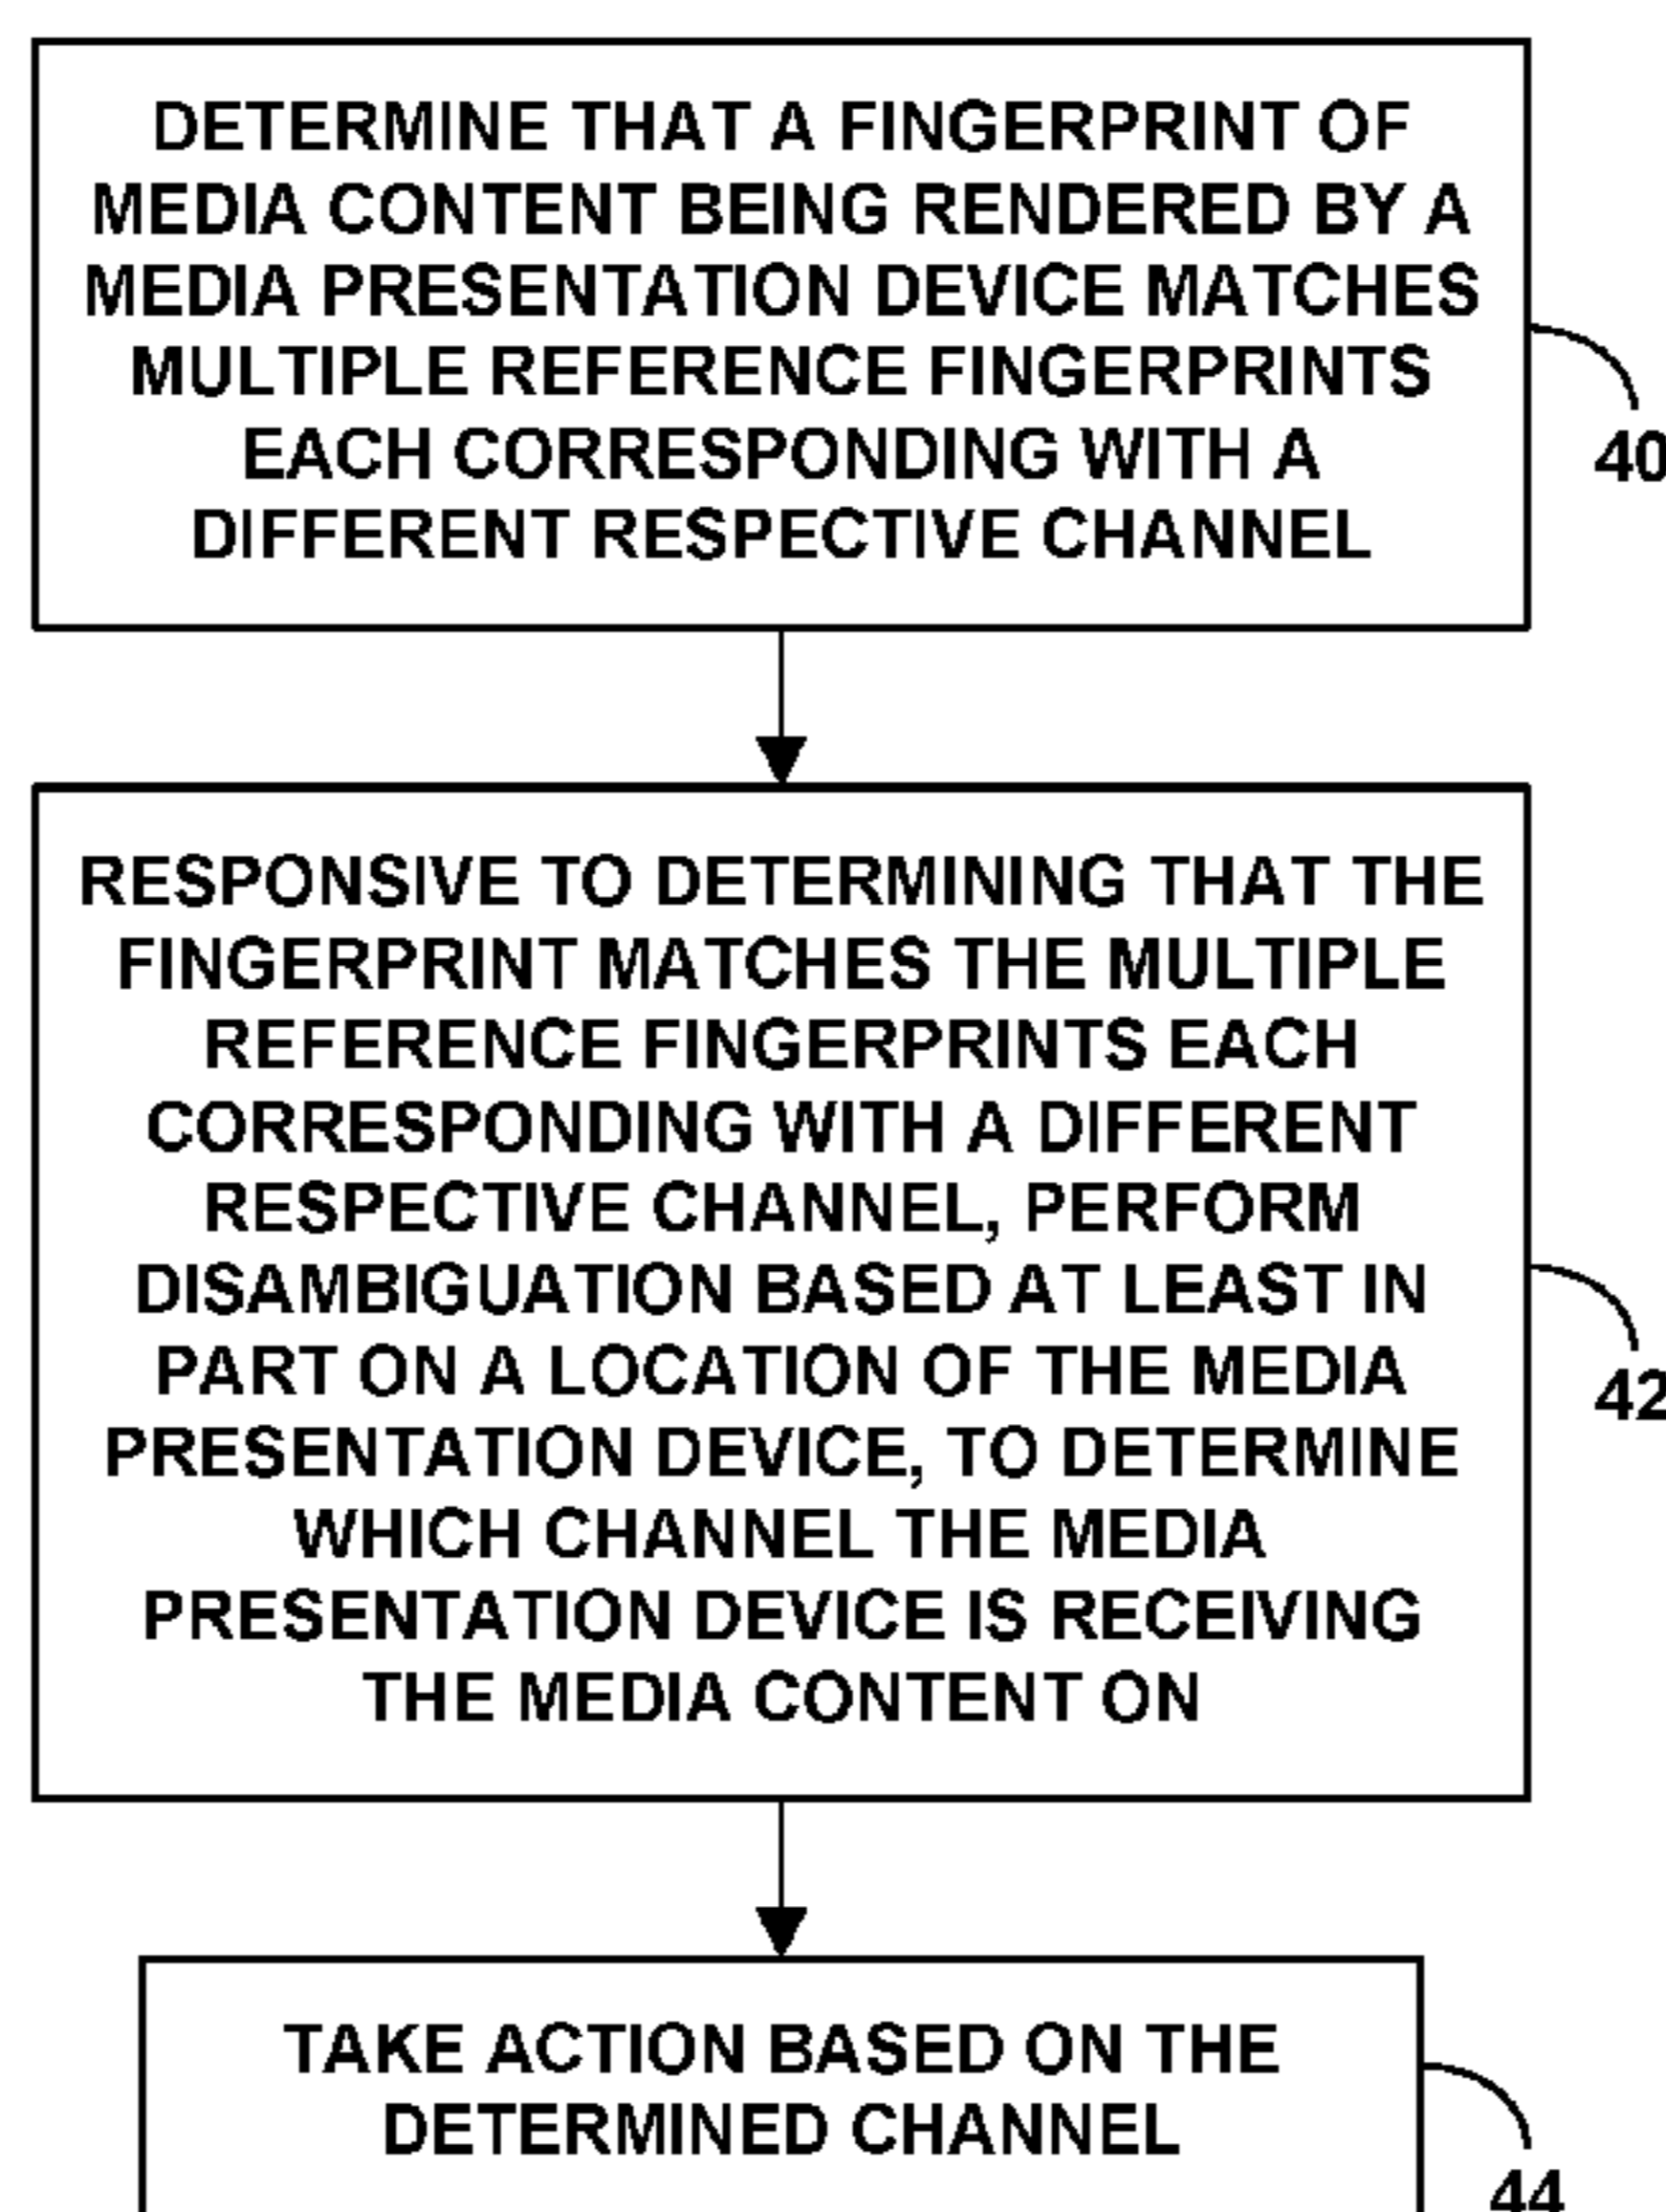 DETERMINE THAT A FINGERPRINT OF
MEDIA CONTENT BEING RENDERED BY A
MEDIA PRESENTATION DEVICE MATCHES
MULTIPLE REFERENCE FINGERPRINTS
EACH CORRESPONDING WITH A
DIFFERENT RESPECTIVE CHANNEL
40
RESPONSIVE TO DETERMINING THAT THE
FINGERPRINT MATCHES THE MULTIPLE
REFERENCE FINGERPRINTS EACH
CORRESPONDING WITH A DIFFERENT
RESPECTIVE CHANNEL, PERFORM
DISAMBIGUATION BASED AT LEAST IN
PART ON A LOCATION OF THE MEDIA
PRESENTATION DEVICE, TO DETERMINE
WHICH CHANNEL THE MEDIA
PRESENTATION DEVICE IS RECEIVING
THE MEDIA CONTENT ON
42
TAKE ACTION BASED ON THE
DETERMINED CHANNEL
44